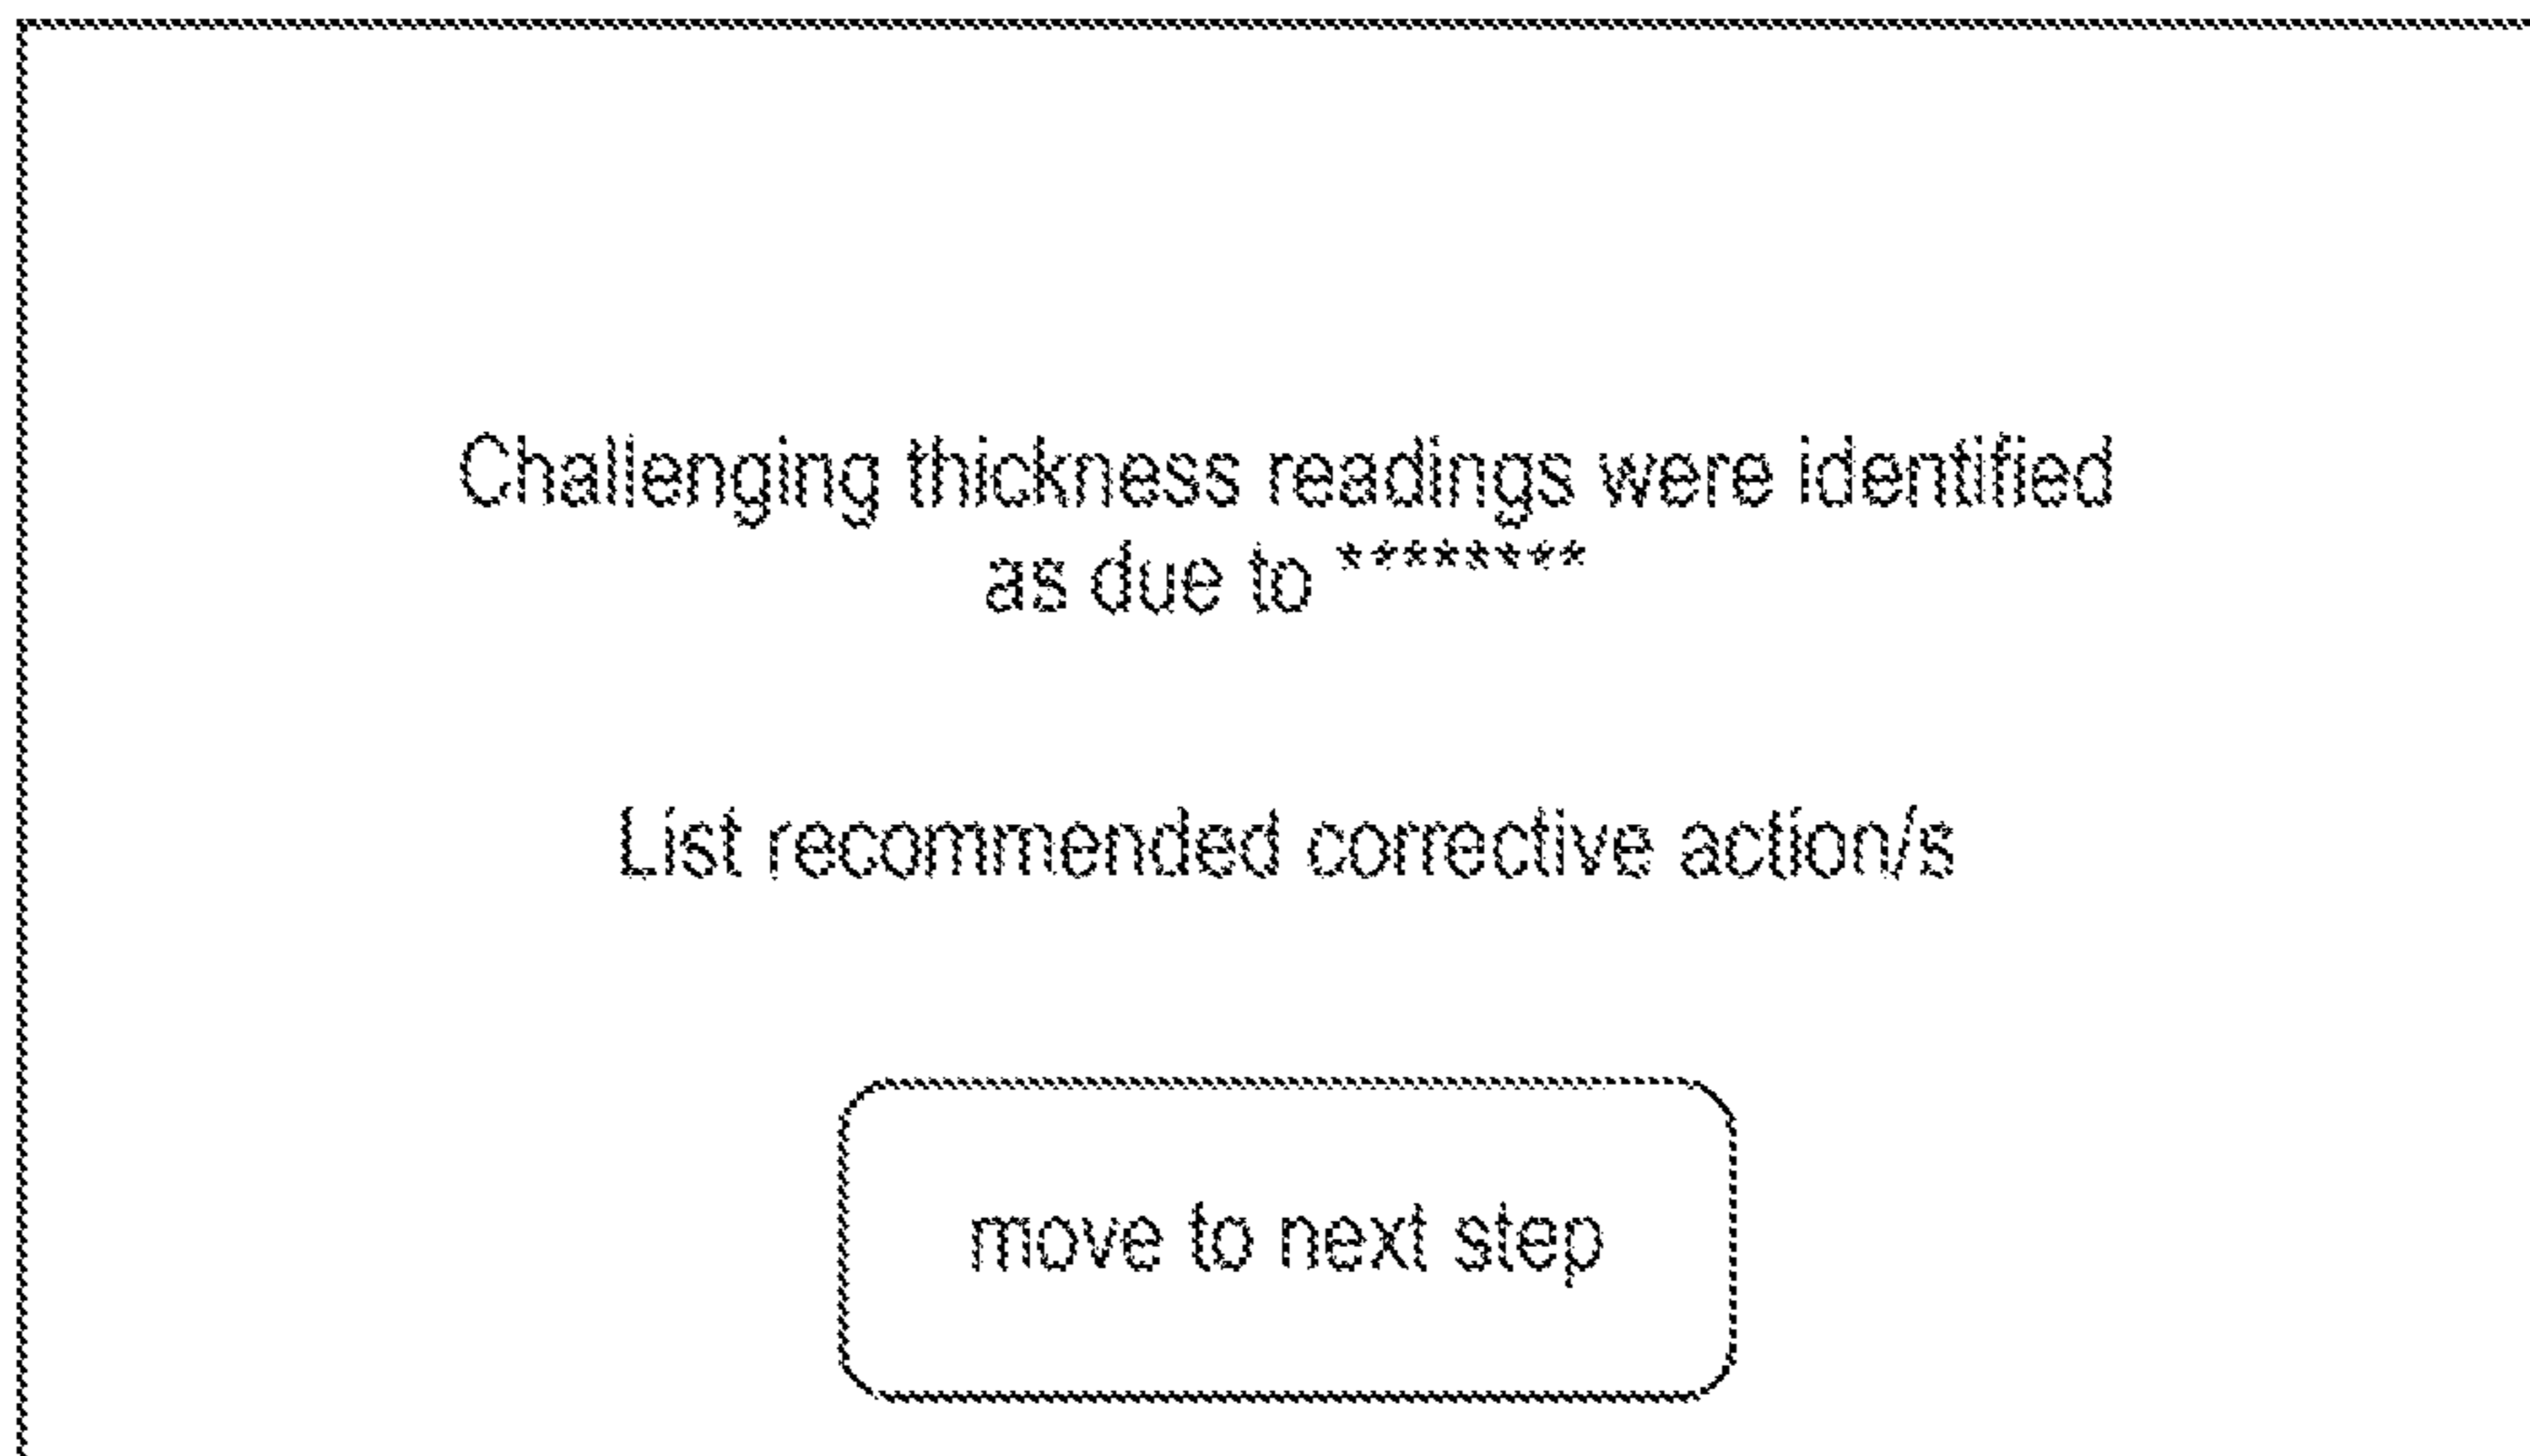 Challenging thickness readings were identified
as due to ********
List recommended corrective action/s
move to next step